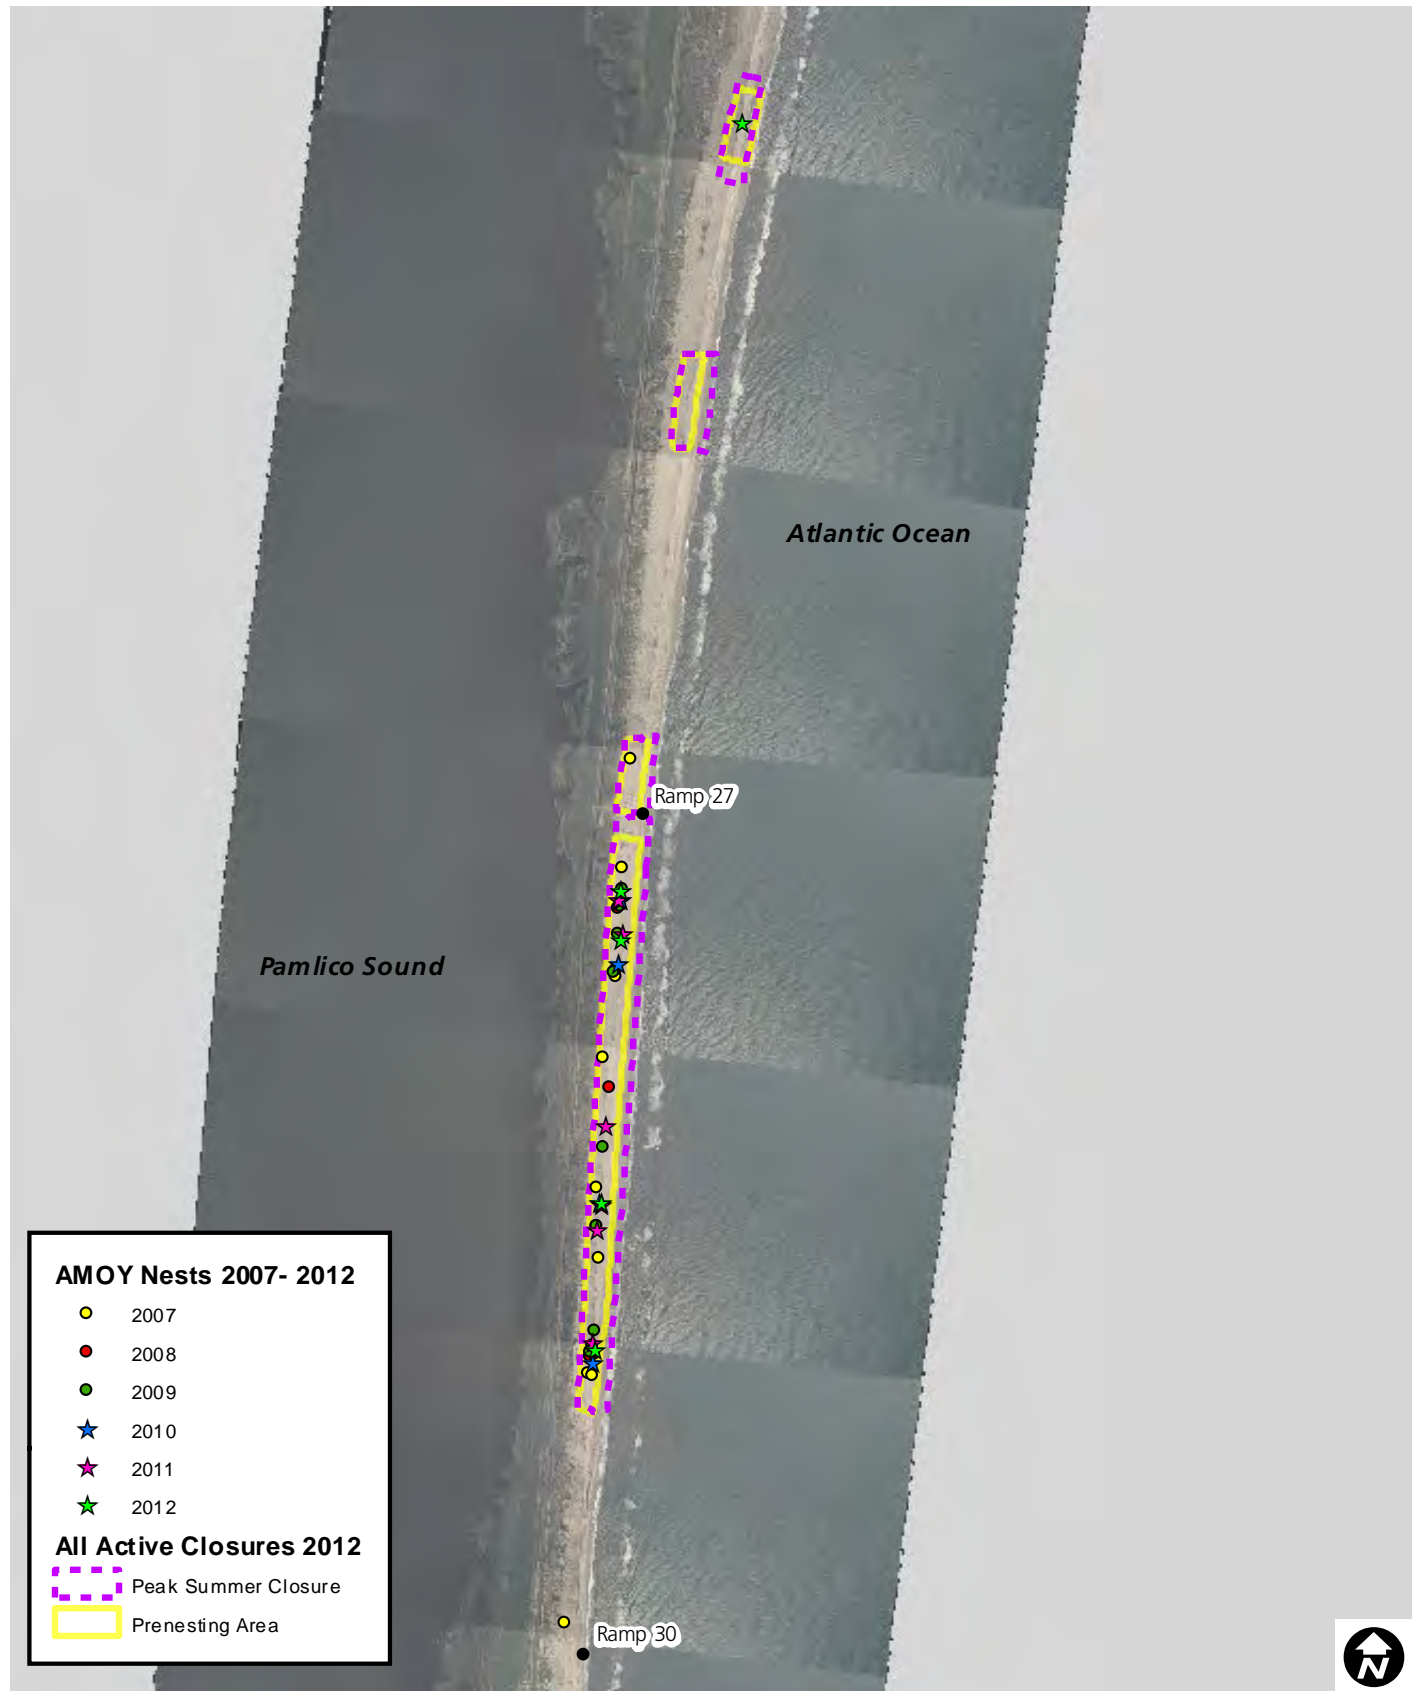 Atlantic Ocean
Ramp 27
Pamlico Sound
AMOY Nests 2007- 2012
2007
2008
2009
2010
2011
2012
All Active Closures 2012
Peak Summer Closure
Prenesting Area
Ramp 30
N